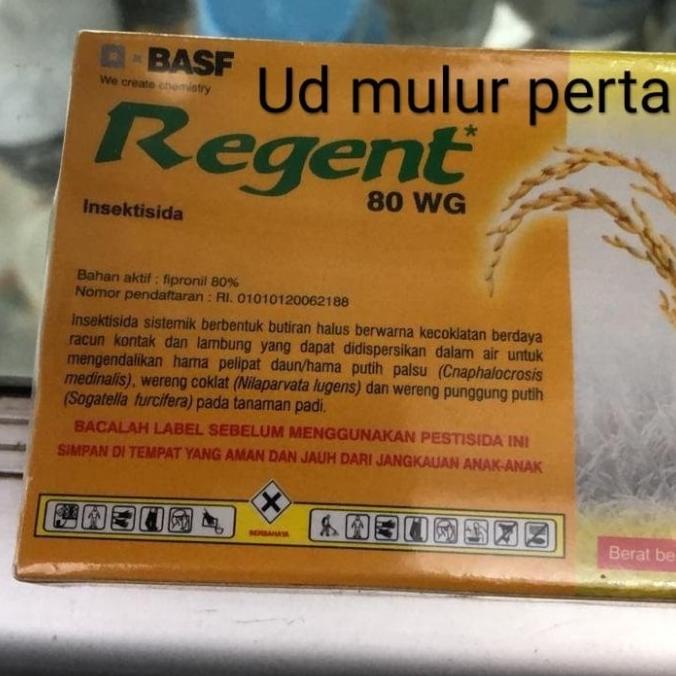 BASF
We create chemistry
Ud mulur perta
Regent*
80 WG
Insektisida
Bahan aktif : fipronil 80%
Nomor pendaftaran : RI. 01010120062188
Insektisida sistemik berbentuk butiran halus berwarna kecoklatan berdaya
racun kontak dan lambung yang dapat didispersikan dalam air untuk
mengendalikan hama pelipat daun/hama putih palsu (Cnaphalocrosis
medinalis), wereng coklat (Nilaparvata lugens) dan wereng punggung putih
(Sogatella furcifera) pada tanaman padi.
BACALAH LABEL SEBELUM MENGGUNAKAN PESTISIDA INI
SIMPAN DI TEMPAT YANG AMAN DAN JAUH DARI JANGKAUAN ANAK-ANAK
BERBAHAYA
Berat be